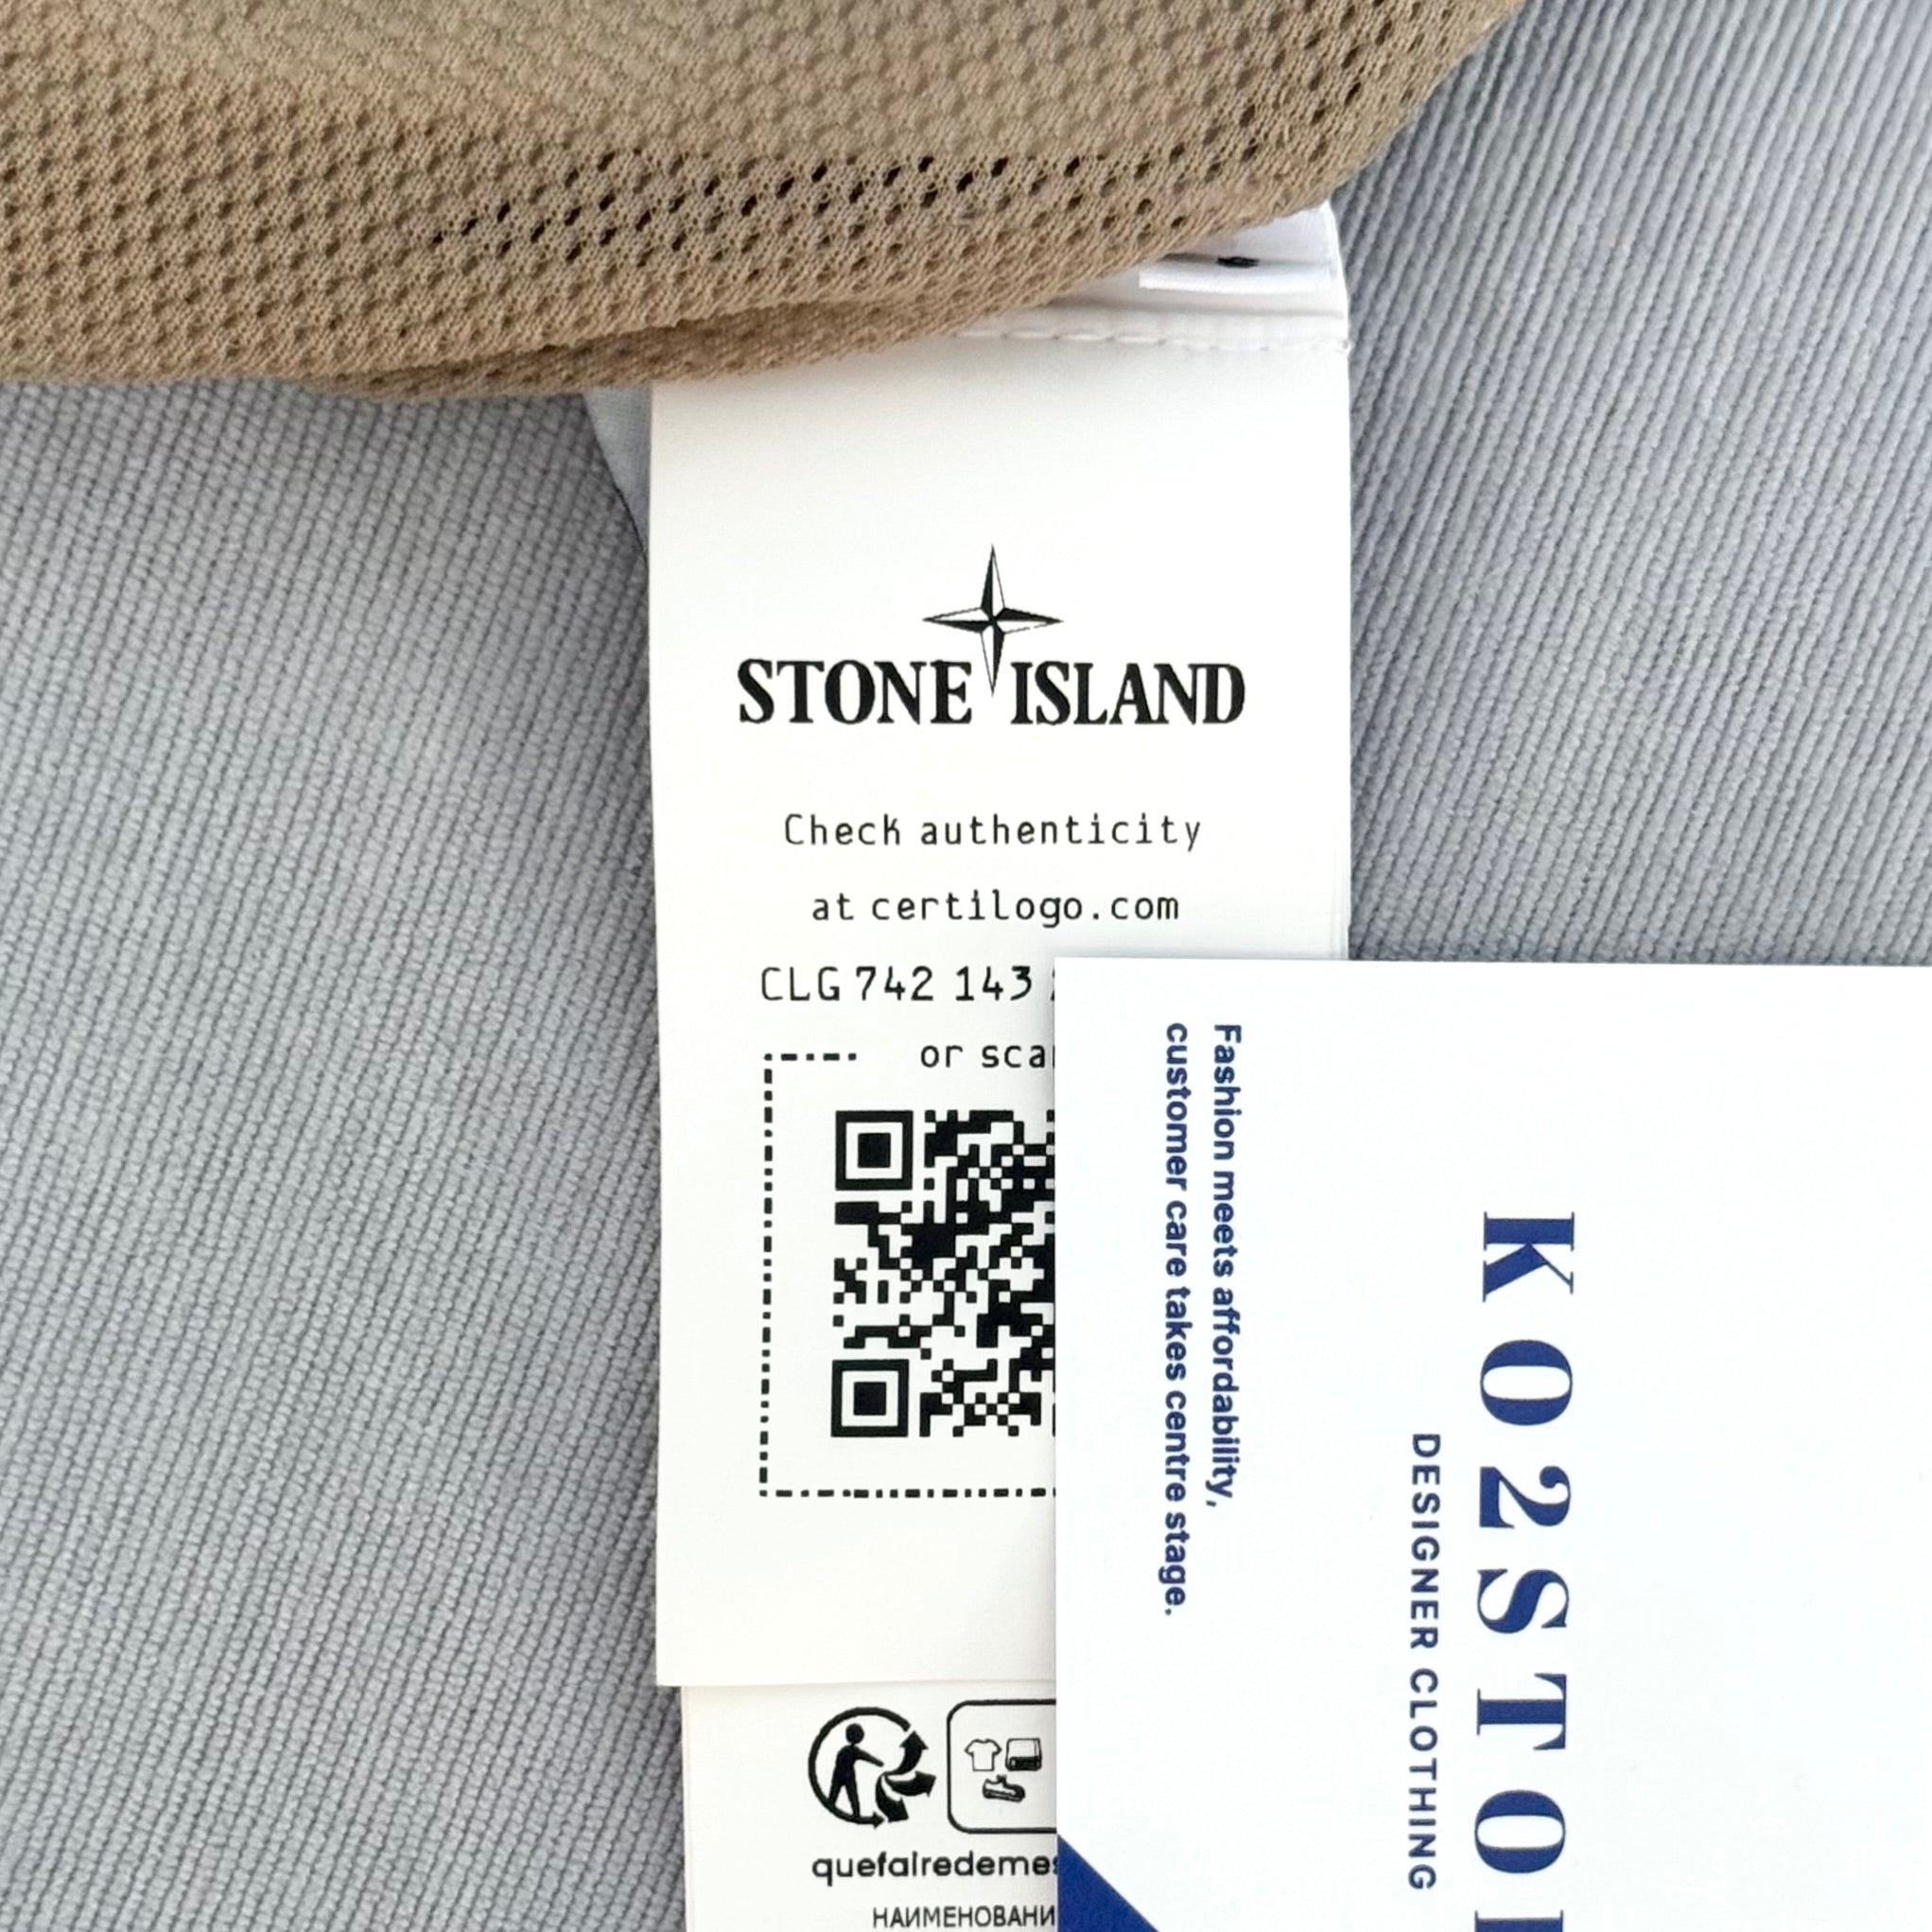 STONE ISLAND
Check authenticity
at certilogo.com
CLG 742 143
or
quefairedemes
НАИМЕНОВАНИ
Fashion meets affordability,
customer care takes centre stage.
KO2STO
DESIGNER CLOTHING